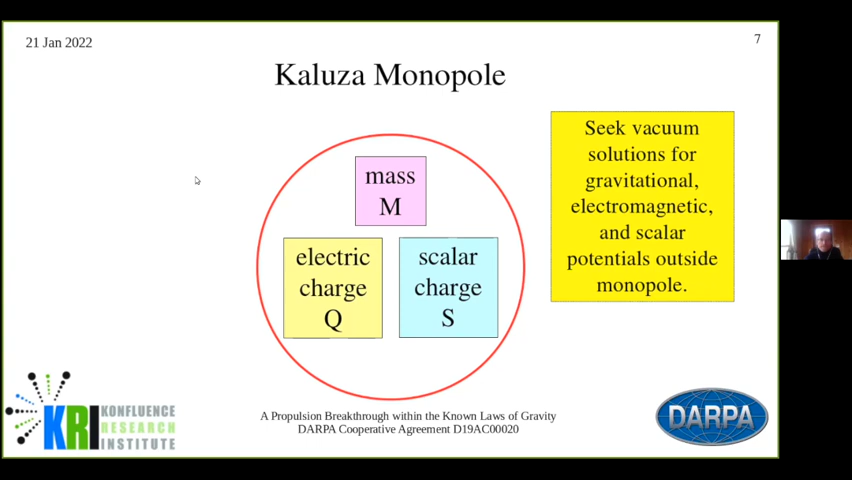 21 Jan 2022
7
Kaluza Monopole
mass
M
electric
charge
Q
scalar
charge
S
Seek vacuum
solutions for
gravitational,
electromagnetic,
and scalar
potentials outside
monopole.
KRI KONFLUENCE
RESEARCH
INSTITUTE
A Propulsion Breakthrough within the Known Laws of Gravity
DARPA Cooperative Agreement D19AC00020
DARPA